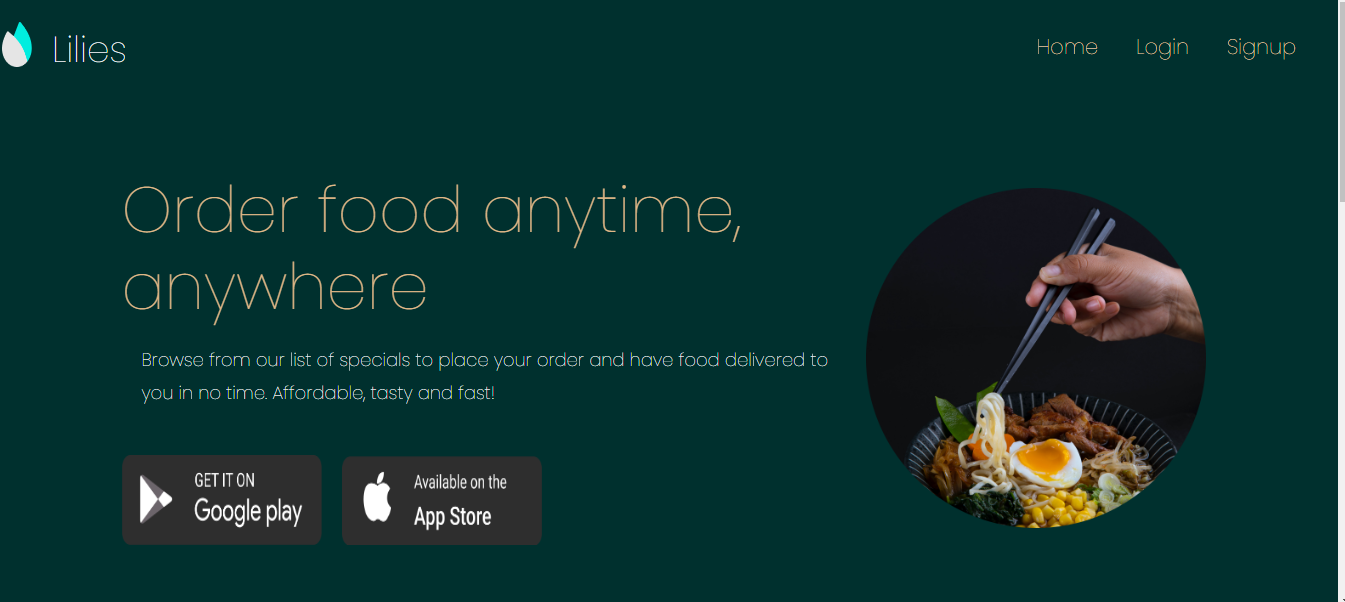 Lilies
Home Login Signup
Order food anytime,
anywhere
Browse from our list of specials to place your order and have food delivered to
you in no time. Affordable, tasty and fast!
GET IT ON
Google play
Available on the
App Store